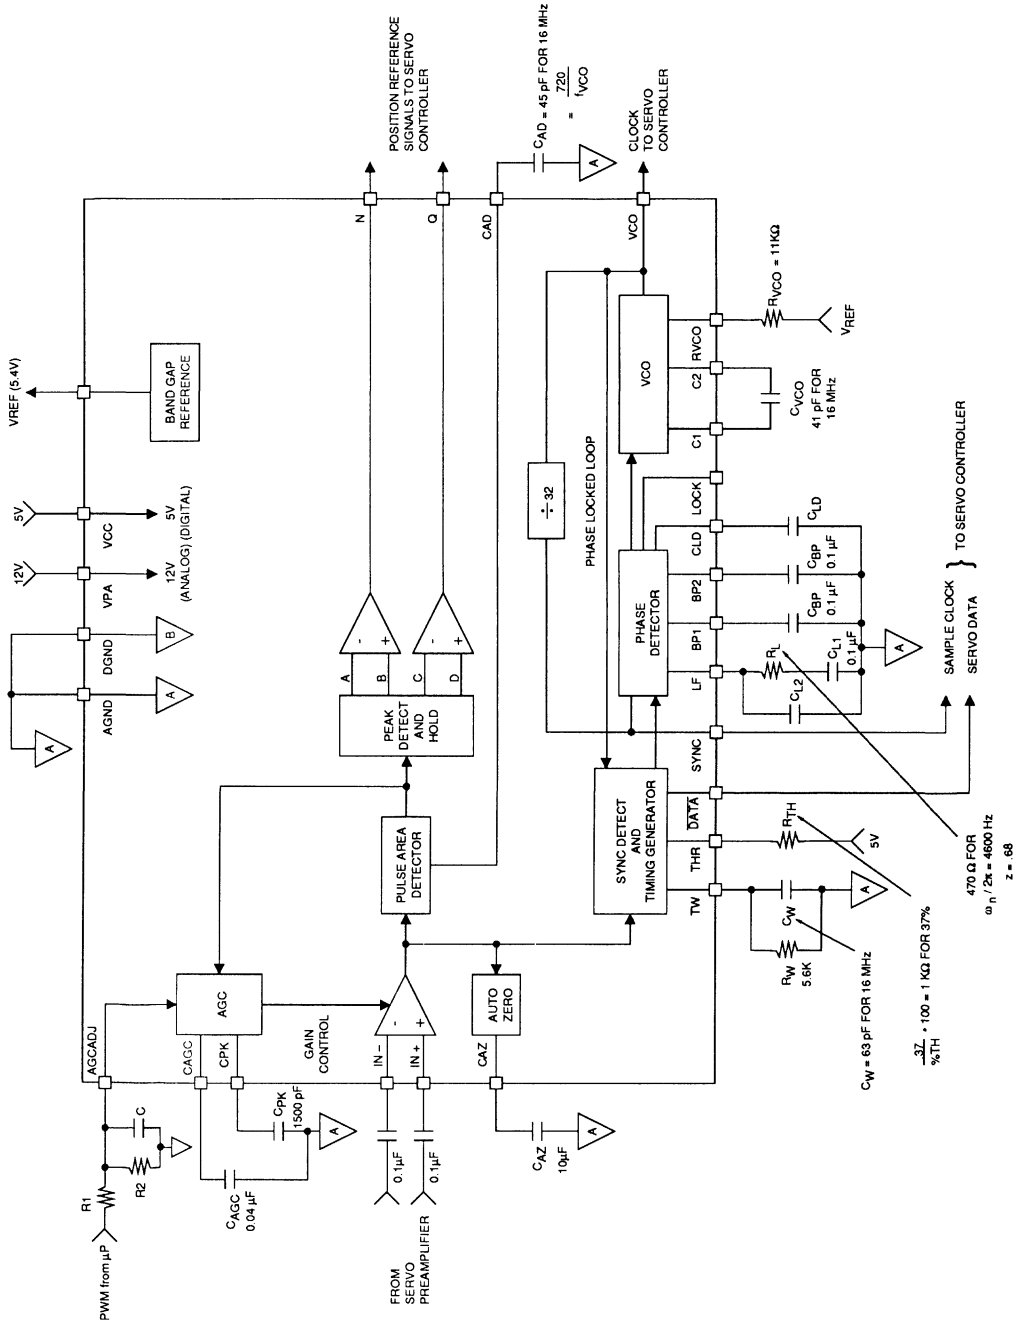 PWM from µP
R1
R2
C
AGCADJ
CAGC
0.04 µF
CPK
1500 pF
A
CAGC
CPK
AGC
GAIN
CONTROL
FROM
SERVO
PREAMPLIFIER
0.1µF
0.1µF
IN -
IN +
-
+
CAZ
10µF
A
CAZ
AUTO
ZERO
PULSE AREA
DETECTOR
PEAK
DETECT
AND
HOLD
A
B
C
D
-
+
-
+
A
AGND
DGND
A
B
12V
VPA
12V
(ANALOG)
5V
VCC
5V
(DIGITAL)
VREF (5.4V)
BAND GAP
REFERENCE
N
Q
POSITION REFERENCE
SIGNALS TO SERVO
CONTROLLER
CAD
CAD = 45 pF FOR 16 MHz
= 720
fVCO
A
VCO
CLOCK
TO SERVO
CONTROLLER
÷ 32
PHASE LOCKED LOOP
SYNC DETECT
AND
TIMING GENERATOR
PHASE
DETECTOR
VCO
TW
THR
DATA
SYNC
LF
BP1
BP2
CLD
LOCK
C1
C2
RVCO
RW
5.6K
CW
A
RTH
5V
CL2
RL
CL1
0.1 µF
CBP
0.1 µF
CBP
0.1 µF
CLD
A
CVCO
41 pF FOR
16 MHz
RVCO = 11KΩ
VREF
SAMPLE CLOCK
SERVO DATA
} TO SERVO CONTROLLER
CW = 63 pF FOR 16 MHz
37
%TH
• 100 = 1 KΩ FOR 37%
470 Ω FOR
ωn / 2π = 4600 Hz
z = .68